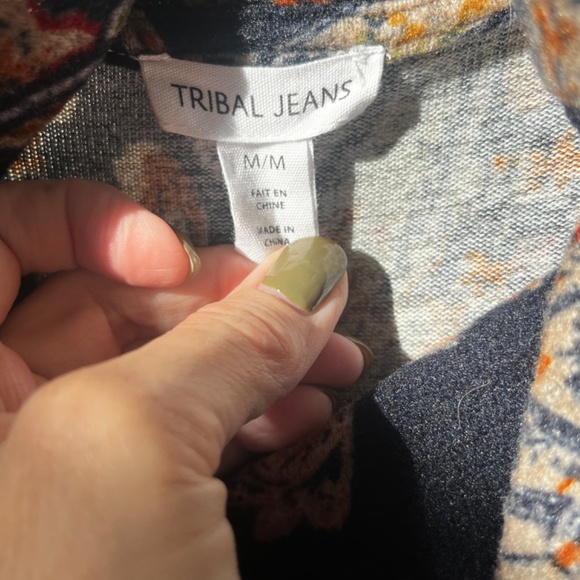 TRIBAL JEANS
M/M
FAIT EN
CHINE
MADE IN
CHINA